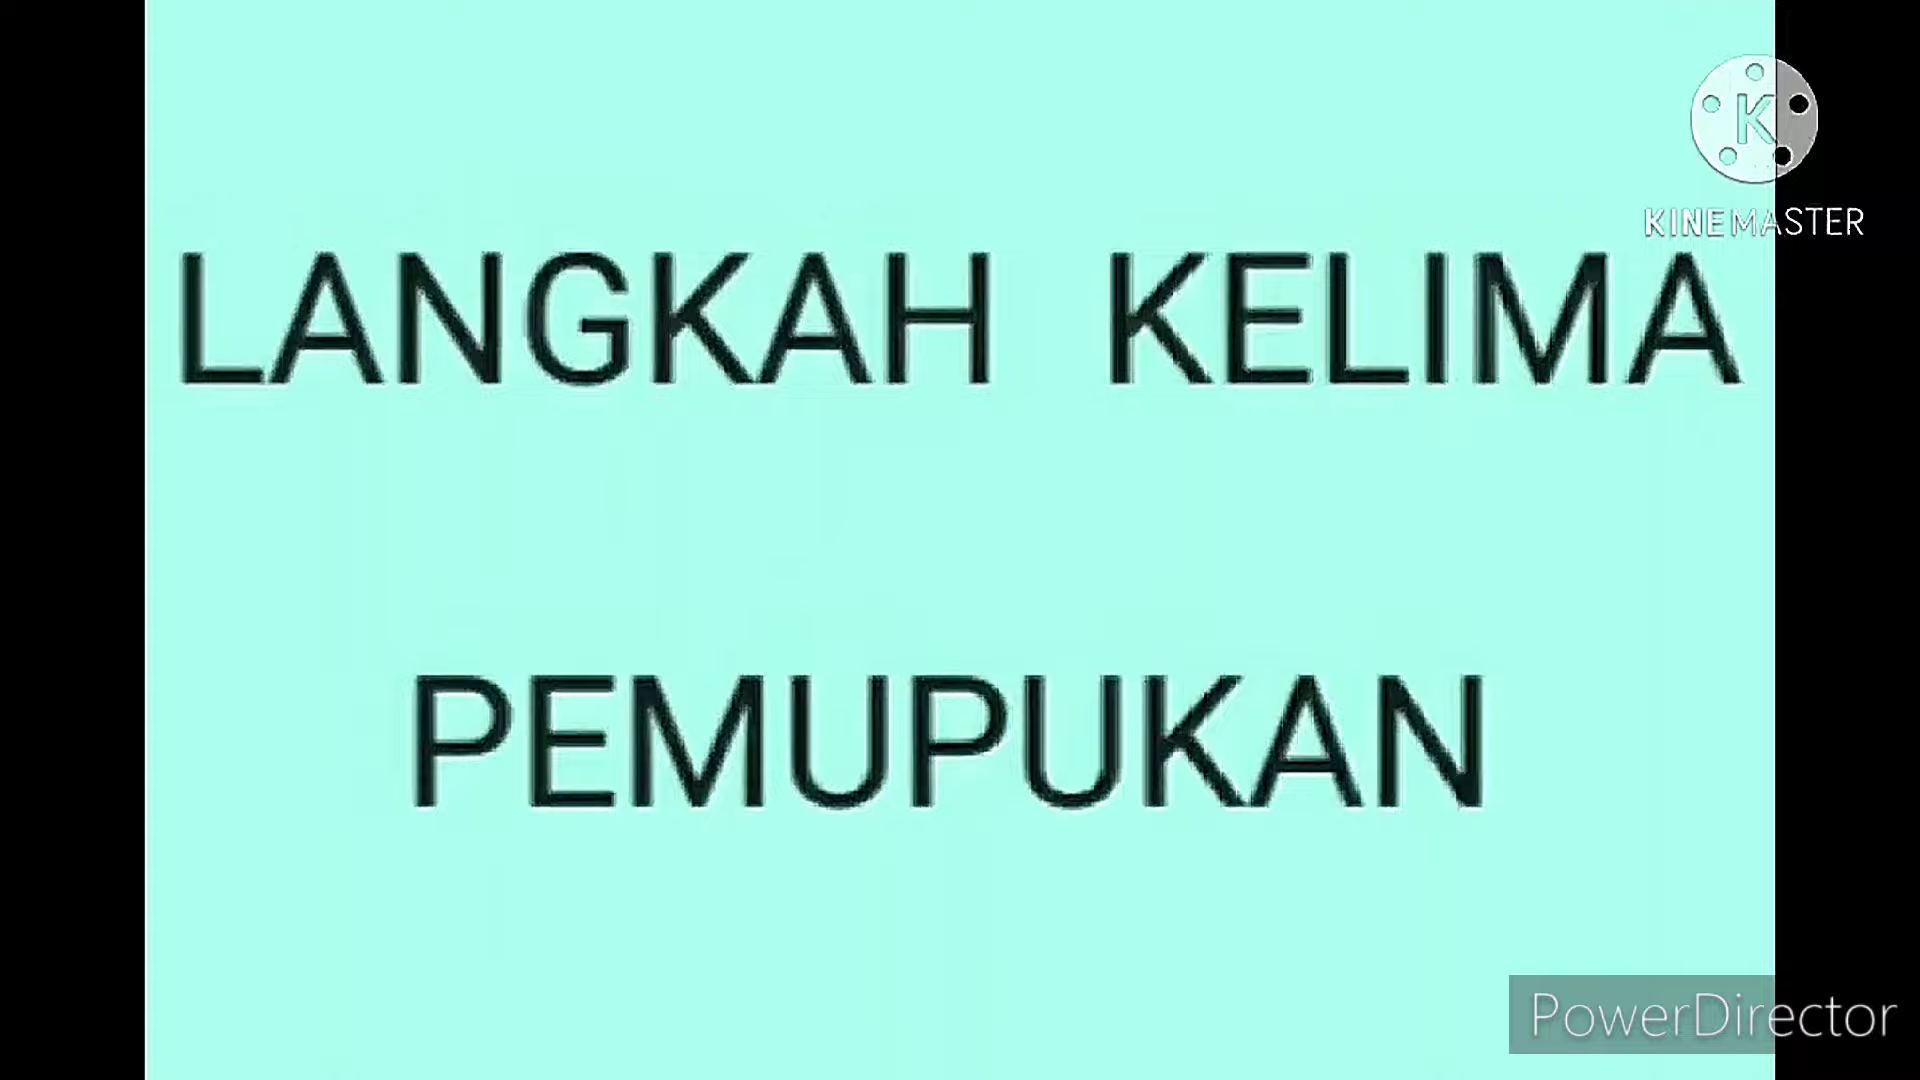 K
KINEMASTER
LANGKAH KELIMA
PEMUPUKAN
PowerDirector